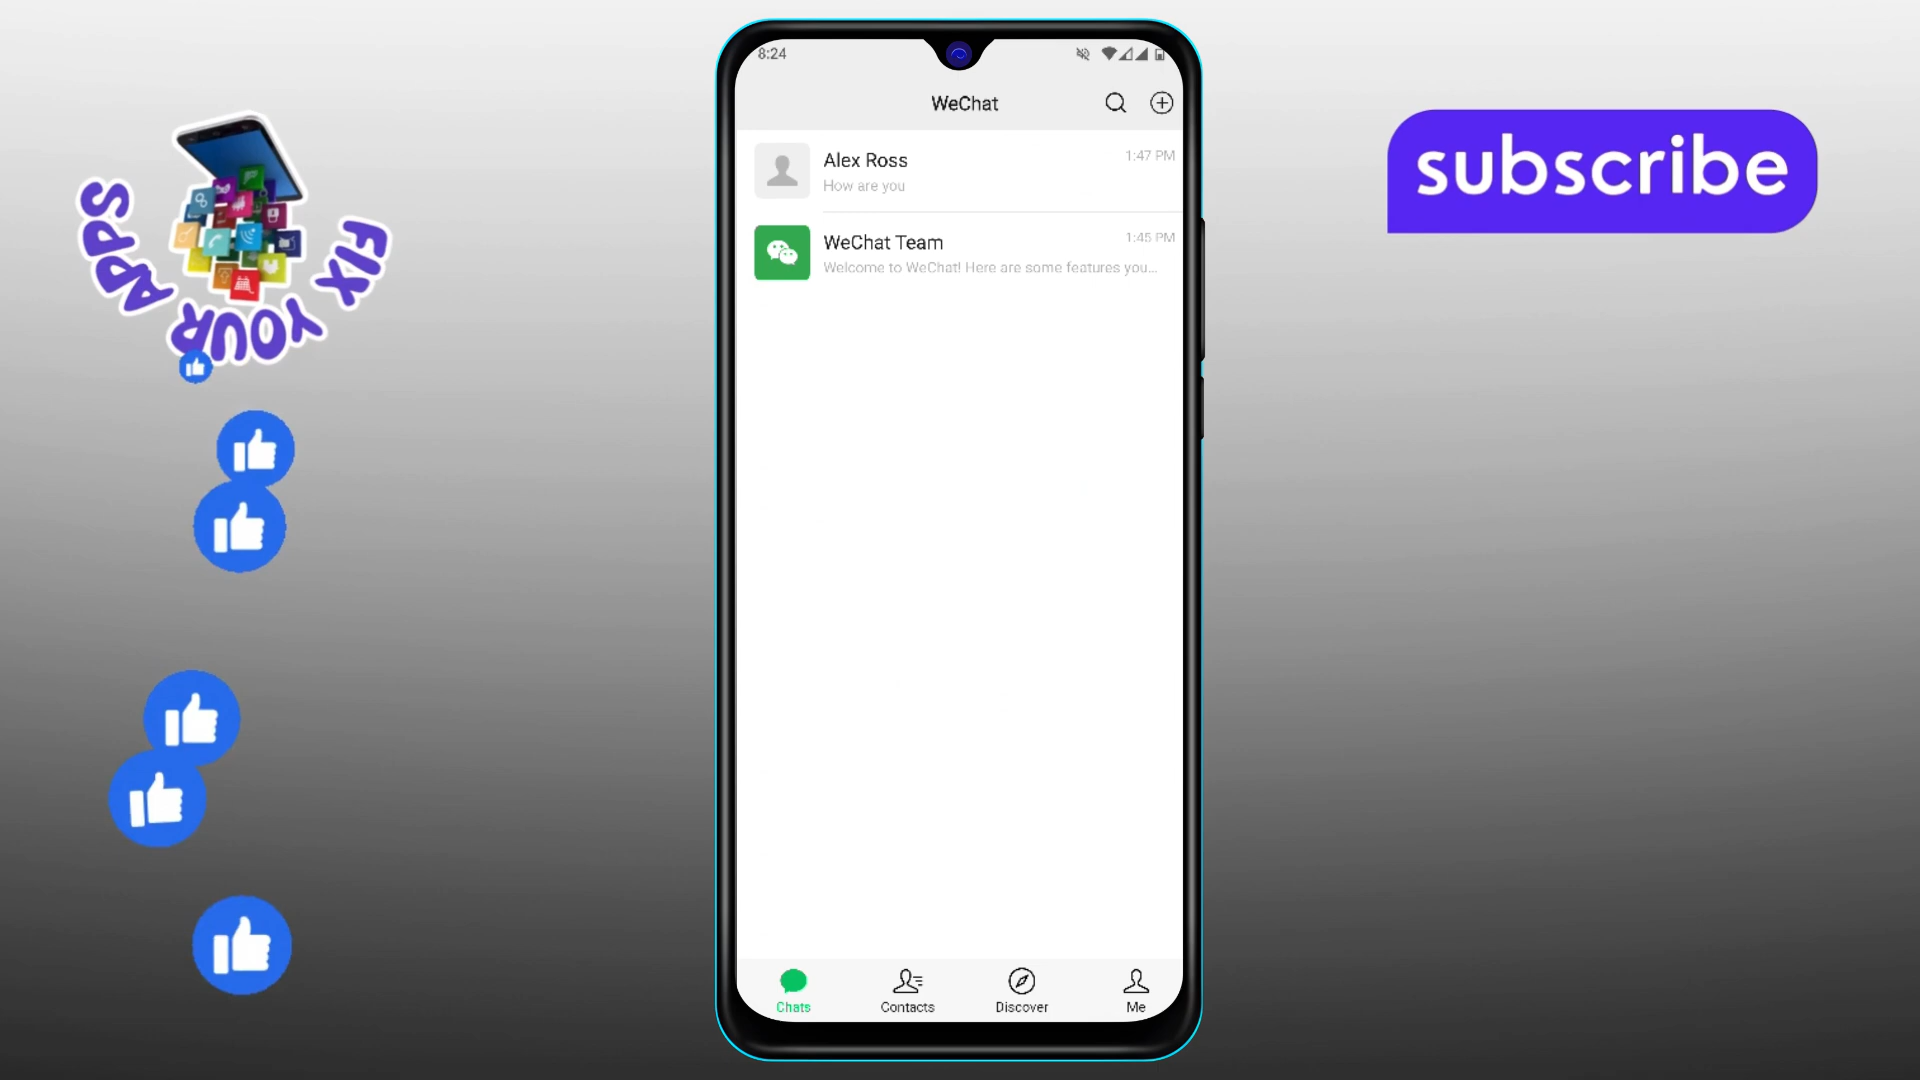 8:24
WeChat
Alex Ross
1:47 PM
How are you
WeChat Team
1:45 PM
Welcome to WeChat! Here are some features you...
Chats
Contacts
Discover
Me
FIX YOUR APPS
subscribe